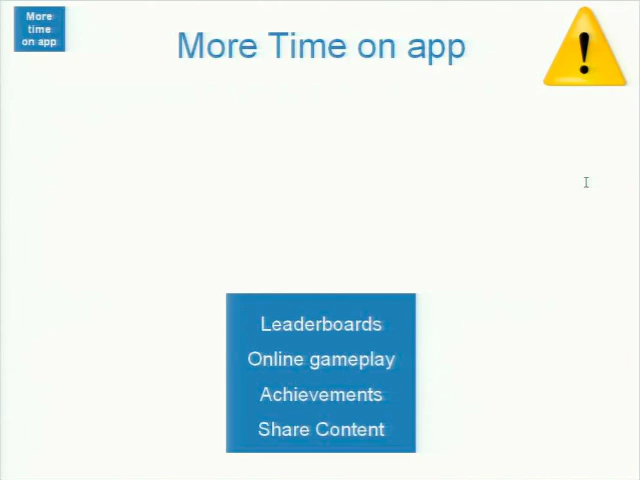 More
time
on app
More Time on app
!
Leaderboards
Online gameplay
Achievements
Share Content